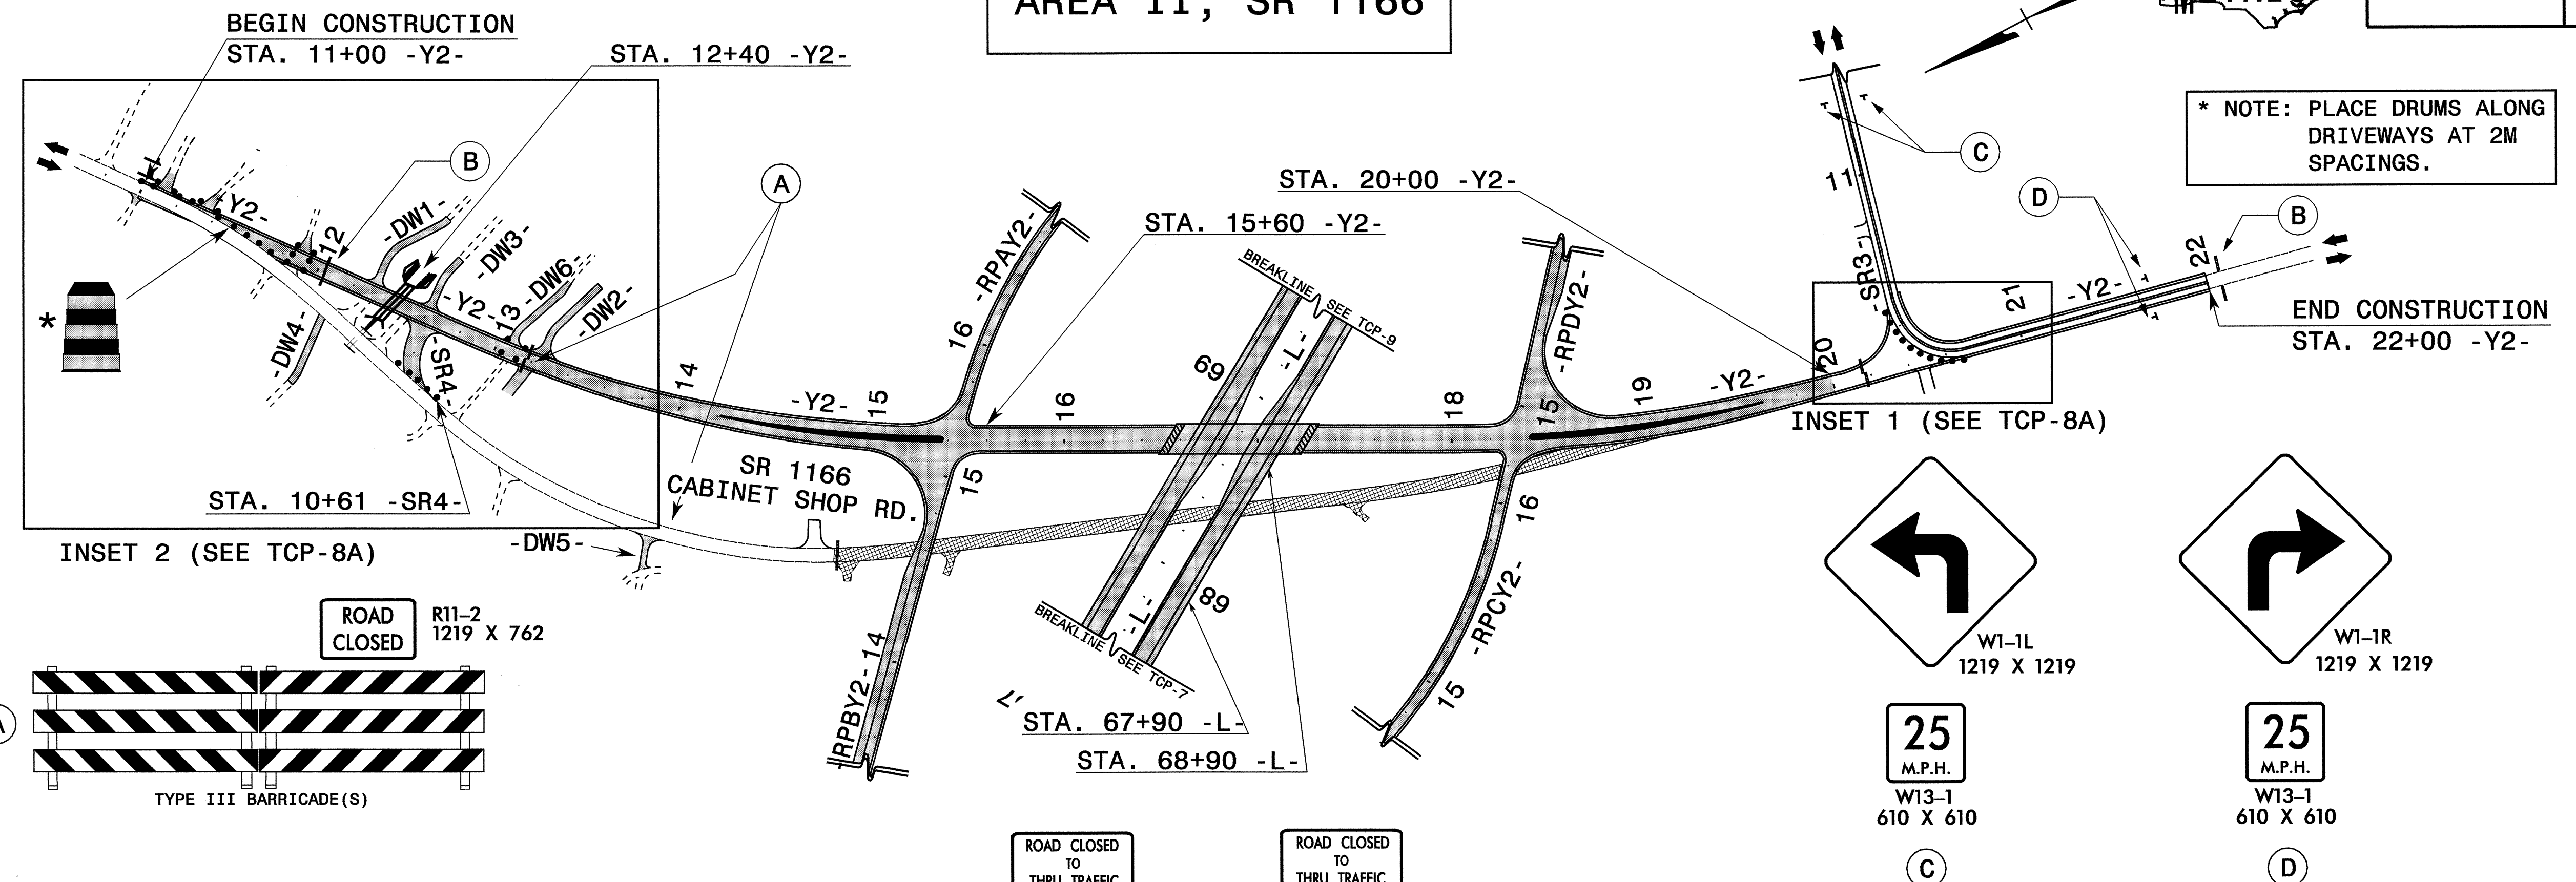 AREA II, SR 1166
BEGIN CONSTRUCTION
STA. 11+00 -Y2-
STA. 12+40 -Y2-
* NOTE: PLACE DRUMS ALONG
DRIVEWAYS AT 2M
SPACINGS.
B
A
C
D
B
STA. 20+00 -Y2-
STA. 15+60 -Y2-
11
-SR3-
22
-Y2-
21
-Y2-
12
-DW1-
-DW3-
-Y2-
13
-DW6-
-DW2-
-DW4-
-SR4-
*
14
-Y2-
15
16
-RPAY2-
16
BREAKLINE
SEE TCP-9
69
-L-
18
-RPDY2-
15
19
-Y2-
20
END CONSTRUCTION
STA. 22+00 -Y2-
INSET 1 (SEE TCP-8A)
SR 1166
CABINET SHOP RD.
15
16
STA. 10+61 -SR4-
INSET 2 (SEE TCP-8A)
-DW5-
-RPBY2-
14
-L-
89
BREAKLINE
SEE TCP-7
-RPCY2-
15
STA. 67+90 -L-
STA. 68+90 -L-
ROAD
CLOSED
R11-2
1219 X 762
A
TYPE III BARRICADE(S)
W1-1L
1219 X 1219
W1-1R
1219 X 1219
25
M.P.H.
W13-1
610 X 610
C
25
M.P.H.
W13-1
610 X 610
D
ROAD CLOSED
TO
THRU TRAFFIC
ROAD CLOSED
TO
THRU TRAFFIC